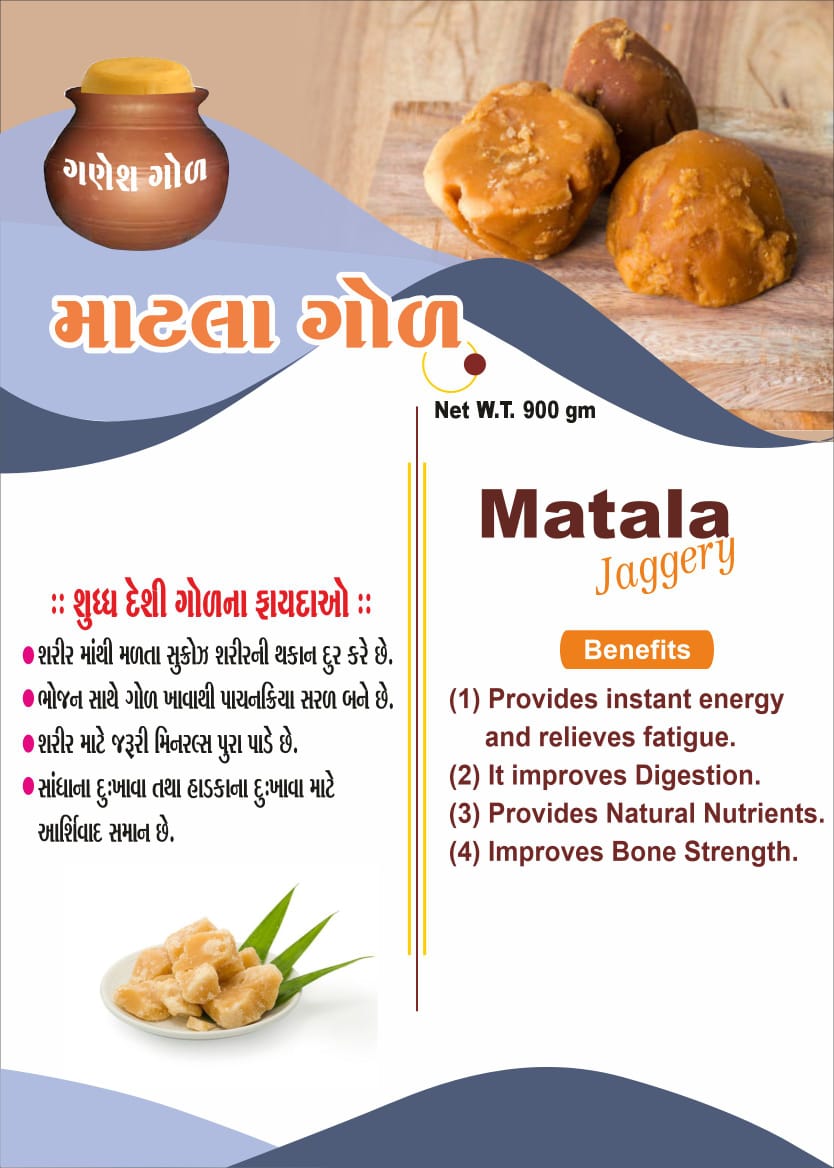 ગણેશ ગોળ
માટલા ગોળ
Net W.T. 900 gm
:: શુધ્ધ દેશી ગોળના ફાયદાઓ ::
શરીર માંથી મળતા સુક્રોઝ શરીરની થકાન દુર કરે છે.
ભોજન સાથે ગોળ ખાવાથી પાચનક્રિયા સરળ બને છે.
શરીર માટે જરૂરી મિનરલ્સ પુરા પાડે છે.
સાંધાના દુઃખાવા તથા હાડકાના દુઃખાવા માટે
આર્શિવાદ સમાન છે.
Matala
Jaggery
Benefits
(1) Provides instant energy
and relieves fatigue.
(2) It improves Digestion.
(3) Provides Natural Nutrients.
(4) Improves Bone Strength.